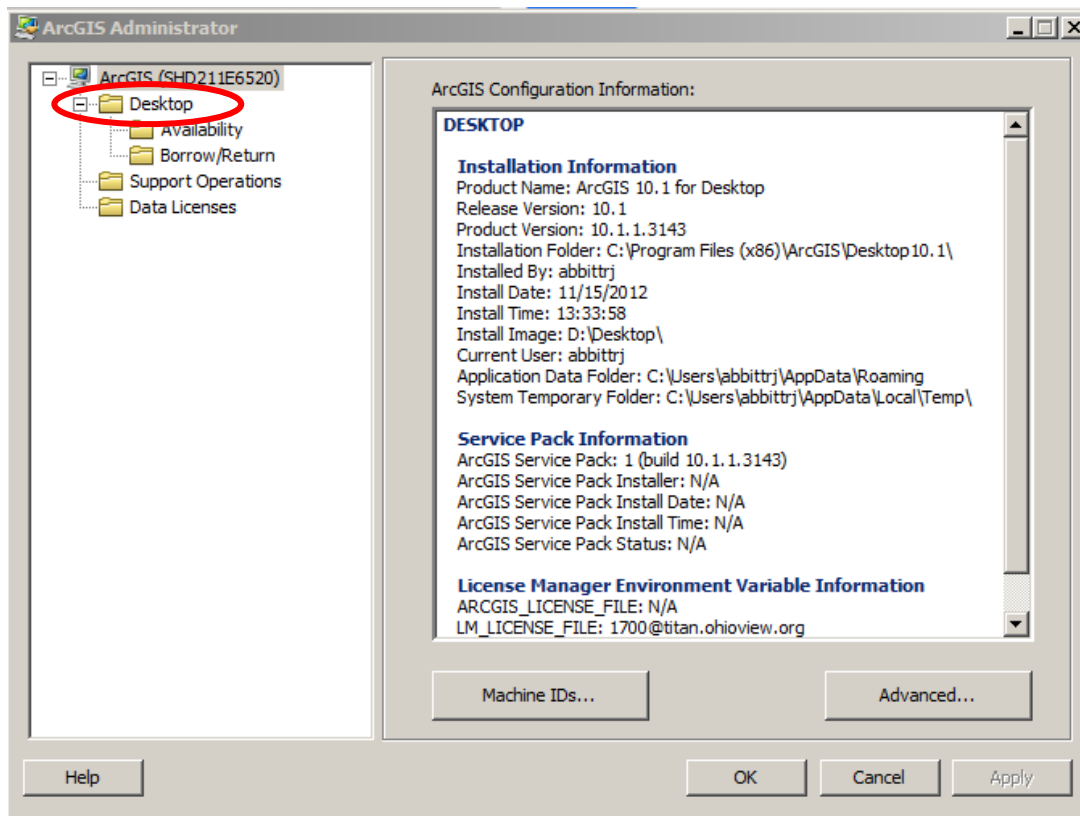 ArcGIS Administrator
ArcGIS (SHD211E6520)
Desktop
Availability
Borrow/Return
Support Operations
Data Licenses
ArcGIS Configuration Information:
DESKTOP
Installation Information
Product Name: ArcGIS 10.1 for Desktop
Release Version: 10.1
Product Version: 10.1.1.3143
Installation Folder: C:\Program Files (x86)\ArcGIS\Desktop10.1\
Installed By: abbittrj
Install Date: 11/15/2012
Install Time: 13:33:58
Install Image: D:\Desktop\
Current User: abbittrj
Application Data Folder: C:\Users\abbittrj\AppData\Roaming
System Temporary Folder: C:\Users\abbittrj\AppData\Local\Temp\
Service Pack Information
ArcGIS Service Pack: 1 (build 10.1.1.3143)
ArcGIS Service Pack Installer: N/A
ArcGIS Service Pack Install Date: N/A
ArcGIS Service Pack Install Time: N/A
ArcGIS Service Pack Status: N/A
License Manager Environment Variable Information
ARCGIS_LICENSE_FILE: N/A
LM_LICENSE_FILE: 1700@titan.ohioview.org
Machine IDs...
Advanced...
Help
OK
Cancel
Apply